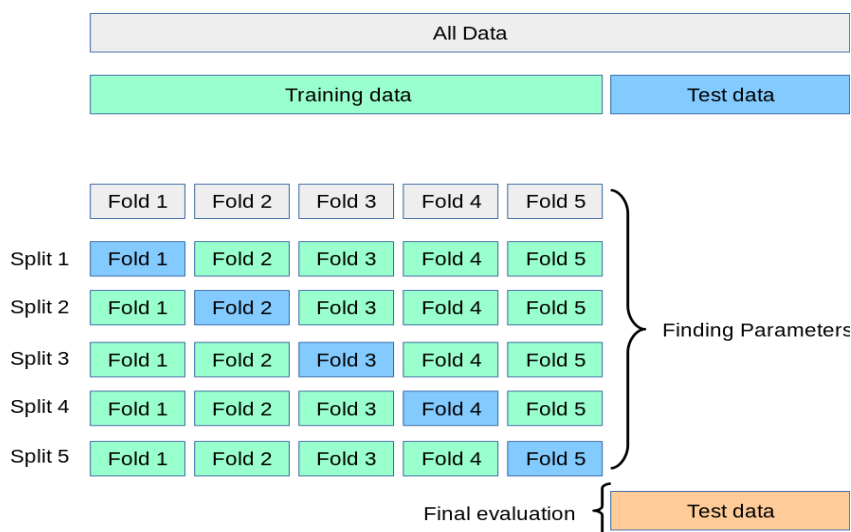 All Data
Training data Test data
Fold 1 Fold 2 Fold 3 Fold 4 Fold 5
Split 1 Fold 1 Fold 2 Fold 3 Fold 4 Fold 5
Split 2 Fold 1 Fold 2 Fold 3 Fold 4 Fold 5
Finding Parameters
Split 3 Fold 1 Fold 2 Fold 3 Fold 4 Fold 5
Split 4 Fold 1 Fold 2 Fold 3 Fold 4 Fold 5
Split 5 Fold 1 Fold 2 Fold 3 Fold 4 Fold 5
Final evaluation Test data